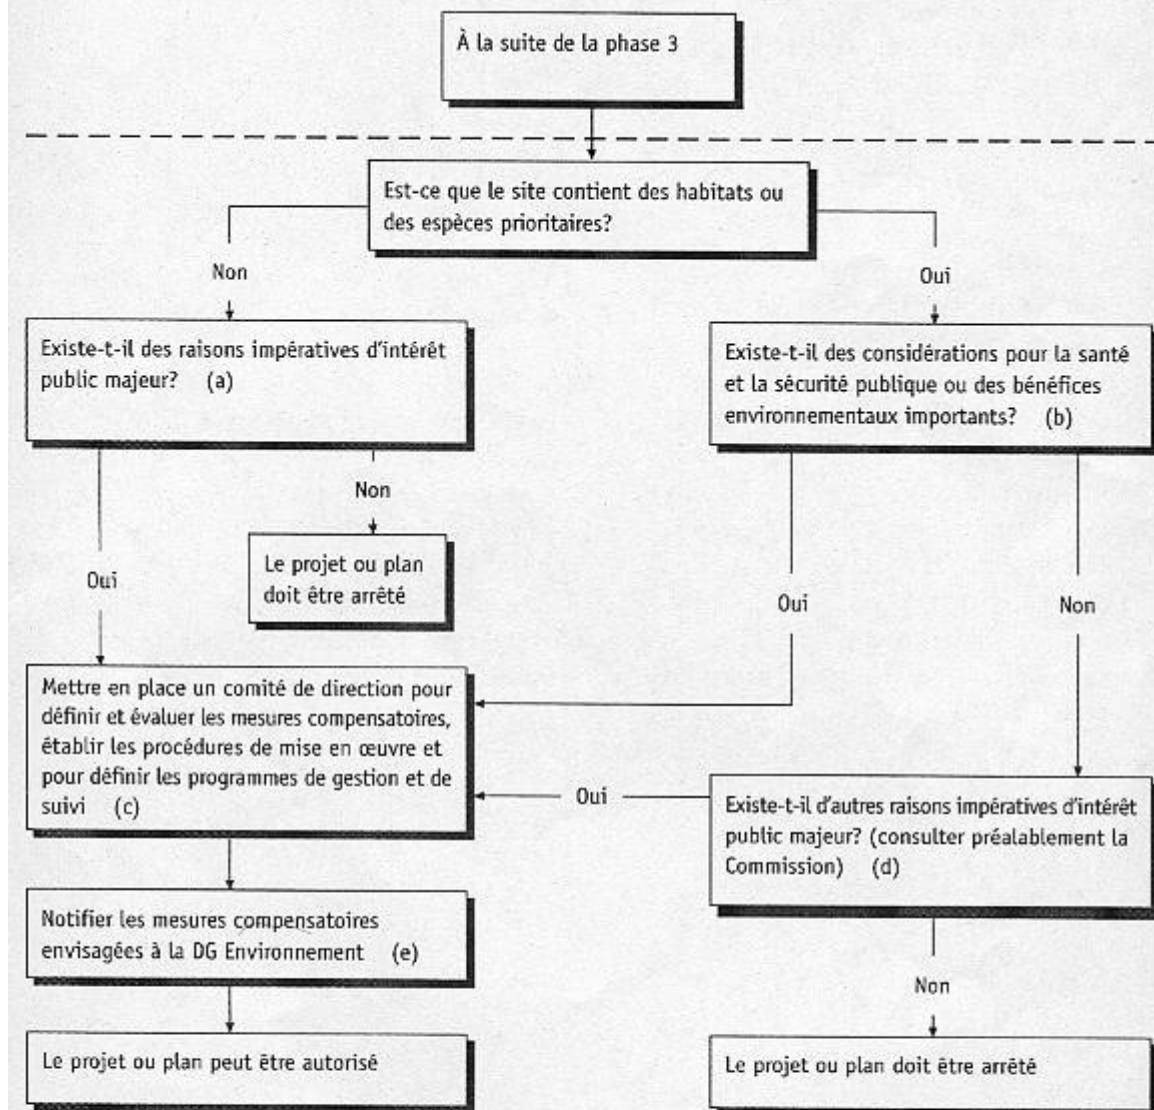 À la suite de la phase 3
Est-ce que le site contient des habitats ou
des espèces prioritaires?
Non
Oui
Existe-t-il des raisons impératives d'intérêt
public majeur? (a)
Existe-t-il des considérations pour la santé
et la sécurité publique ou des bénéfices
environnementaux importants? (b)
Non
Le projet ou plan
doit être arrêté
Oui
Oui
Non
Mettre en place un comité de direction pour
définir et évaluer les mesures compensatoires,
établir les procédures de mise en œuvre et
pour définir les programmes de gestion et de
suivi (c)
Oui
Existe-t-il d'autres raisons impératives d'intérêt
public majeur? (consulter préalablement la
Commission) (d)
Notifier les mesures compensatoires
envisagées à la DG Environnement (e)
Non
Le projet ou plan peut être autorisé
Le projet ou plan doit être arrêté